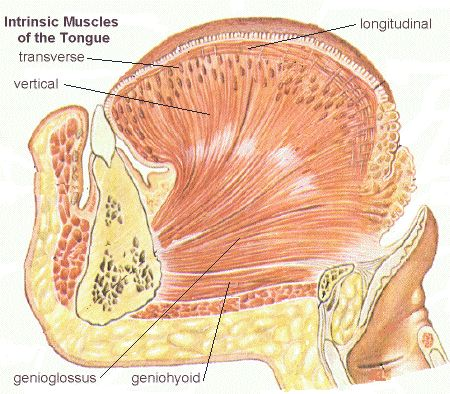 Intrinsic Muscles
of the Tongue
longitudinal
transverse
vertical
genioglossus
geniohyoid